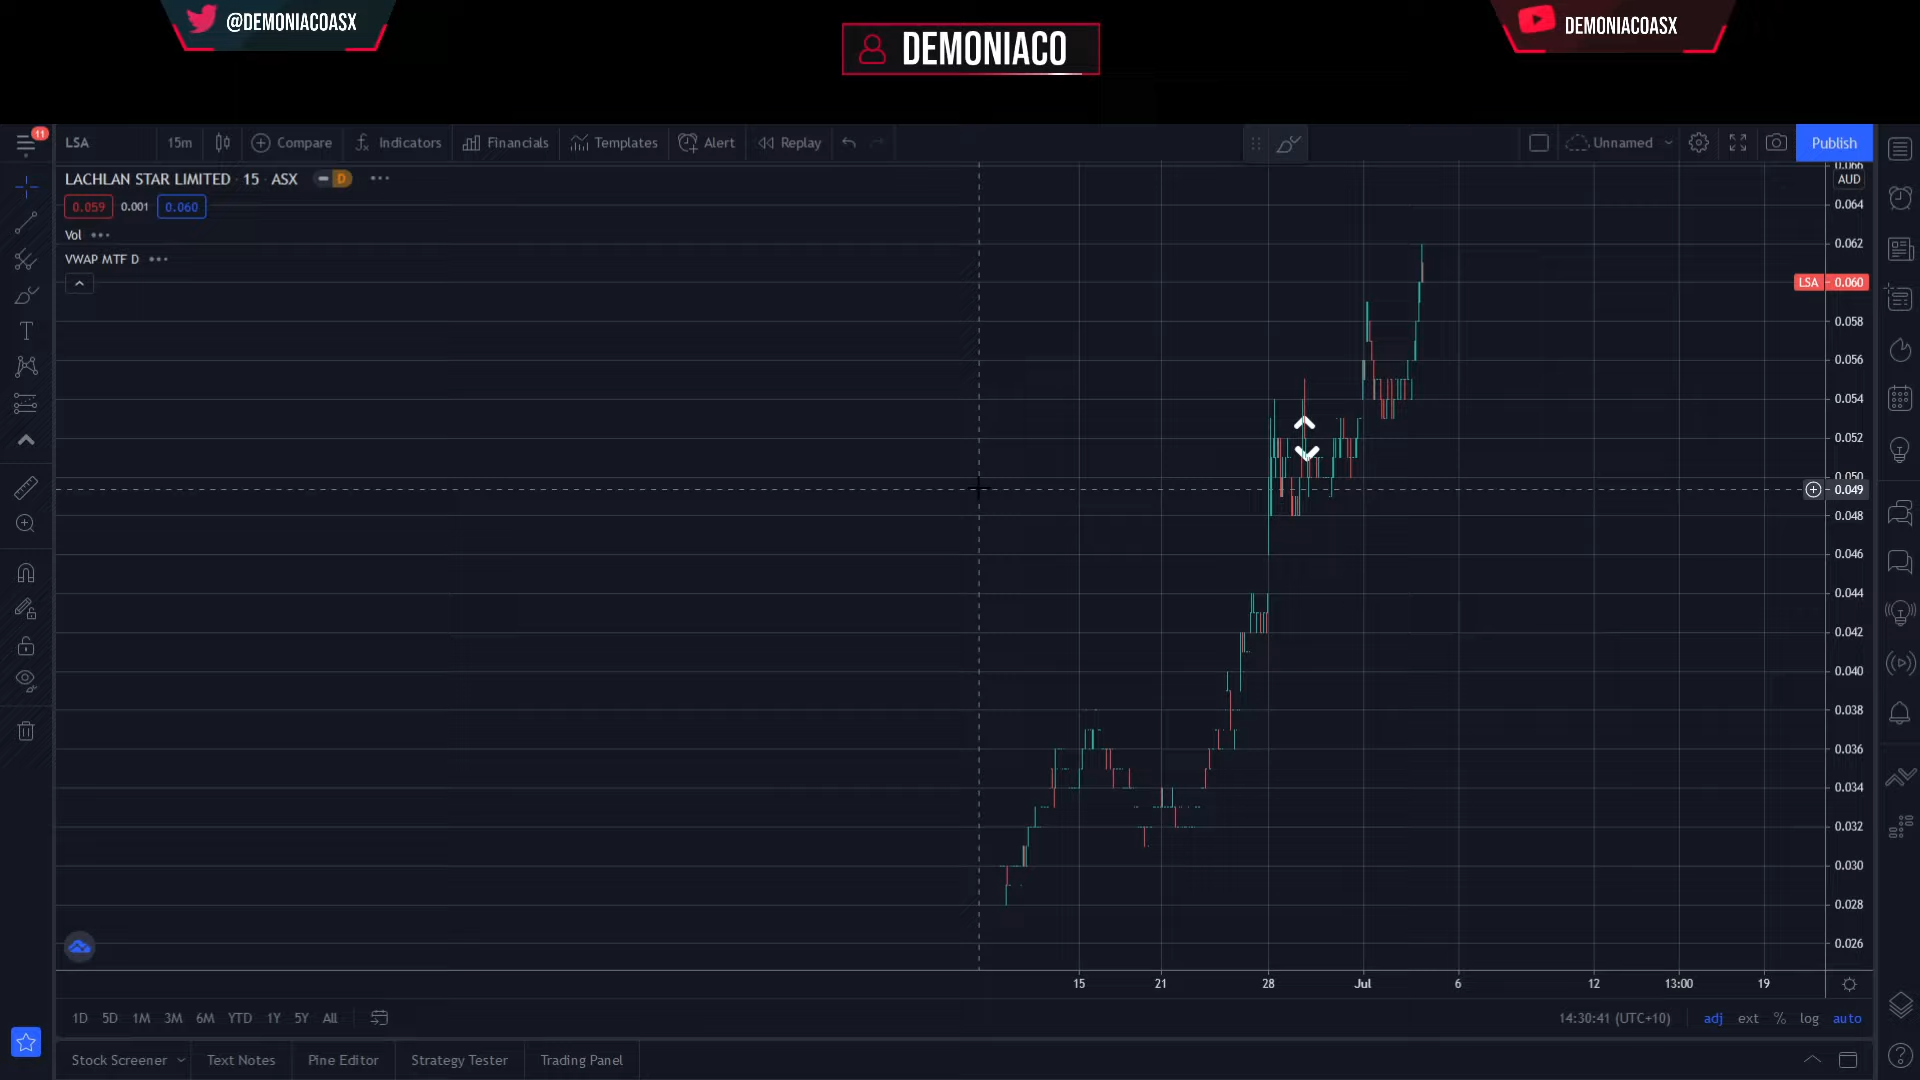 @DEMONIACOASX
DEMONIACO
DEMONIACOASX
11
LSA 15m Compare Indicators Financials Templates Alert Replay Unnamed Publish
LACHLAN STAR LIMITED · 15 · ASX D
0.059 0.001 0.060
Vol
VWAP MTF D
0.066
AUD
0.064
0.062
LSA 0.060
0.058
0.056
0.054
0.052
0.050
0.049
0.048
0.046
0.044
0.042
0.040
0.038
0.036
0.034
0.032
0.030
0.028
0.026
15 21 28 Jul 6 12 13:00 19
1D 5D 1M 3M 6M YTD 1Y 5Y All 14:30:41 (UTC+10) adj ext % log auto
Stock Screener Text Notes Pine Editor Strategy Tester Trading Panel